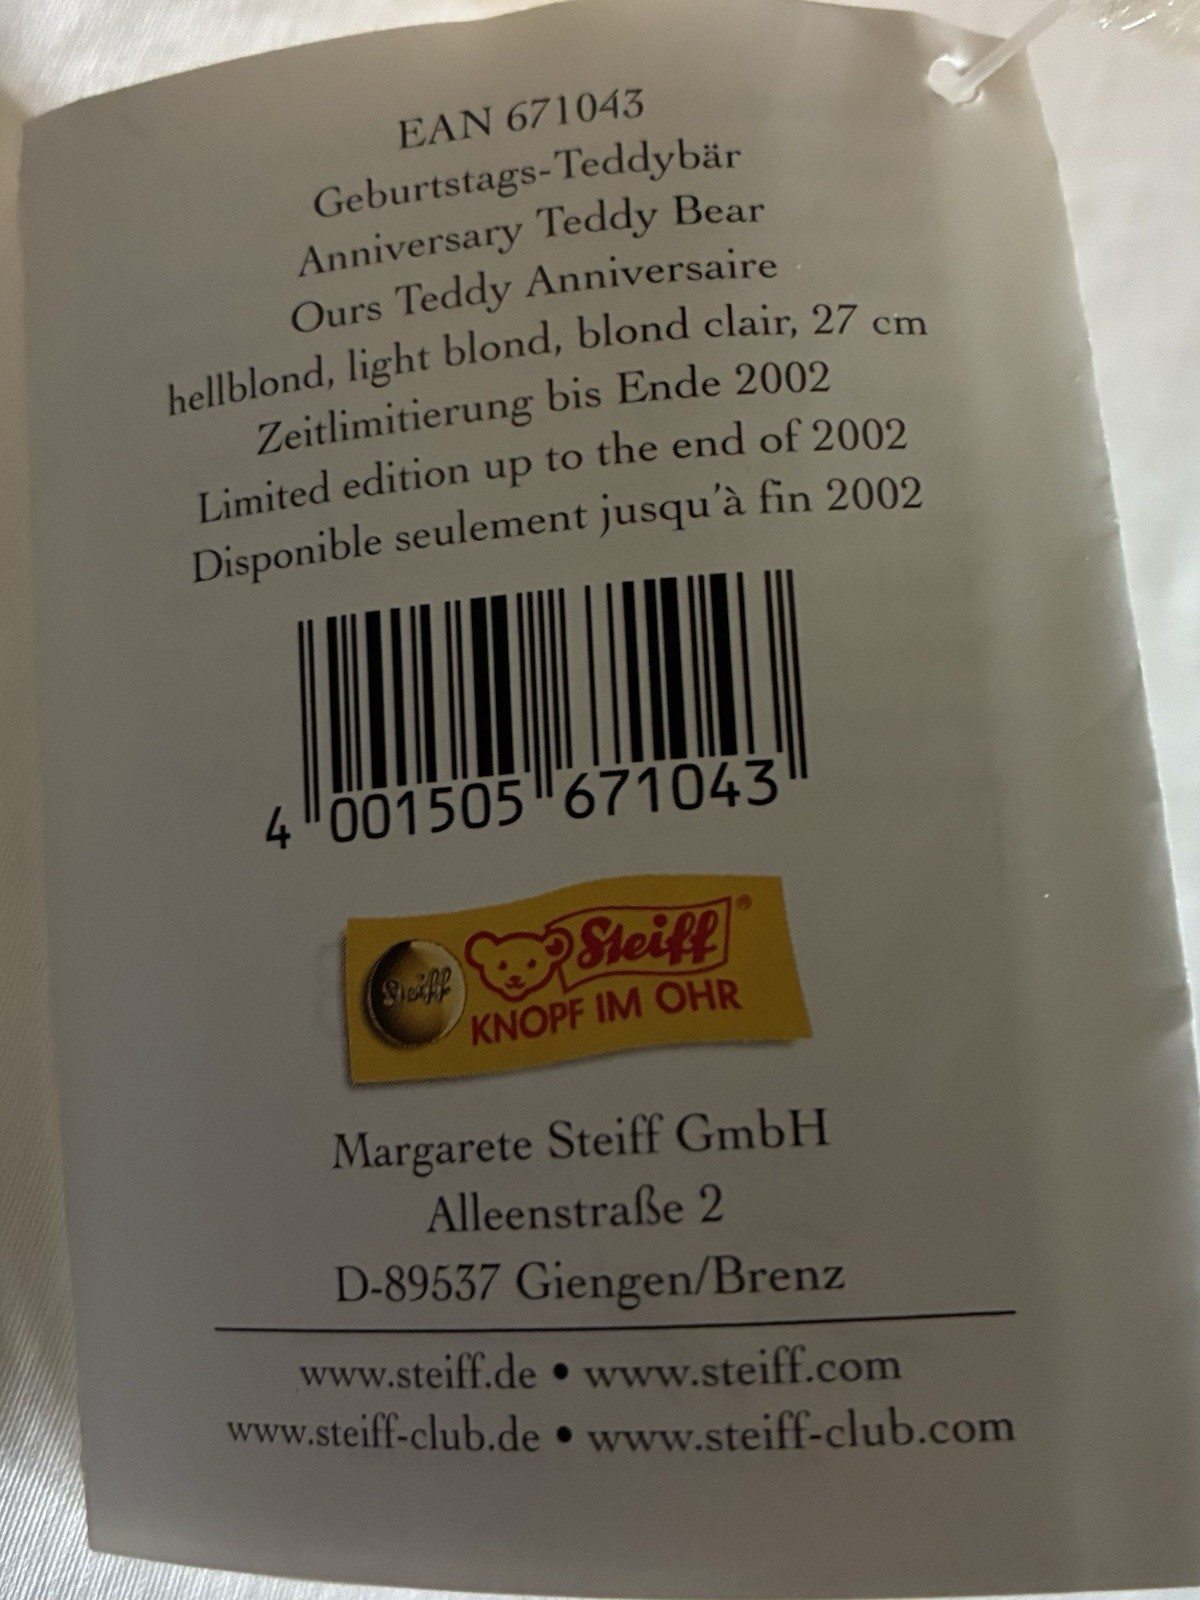 EAN 671043
Geburtstags-Teddybär
Anniversary Teddy Bear
Ours Teddy Anniversaire
hellblond, light blond, blond clair, 27 cm
Zeitlimitierung bis Ende 2002
Limited edition up to the end of 2002
Disponible seulement jusqu'à fin 2002
4 001505 671043
Steiff Steiff®
KNOPF IM OHR
Margarete Steiff GmbH
Alleenstraße 2
D-89537 Giengen/Brenz
www.steiff.de • www.steiff.com
www.steiff-club.de • www.steiff-club.com